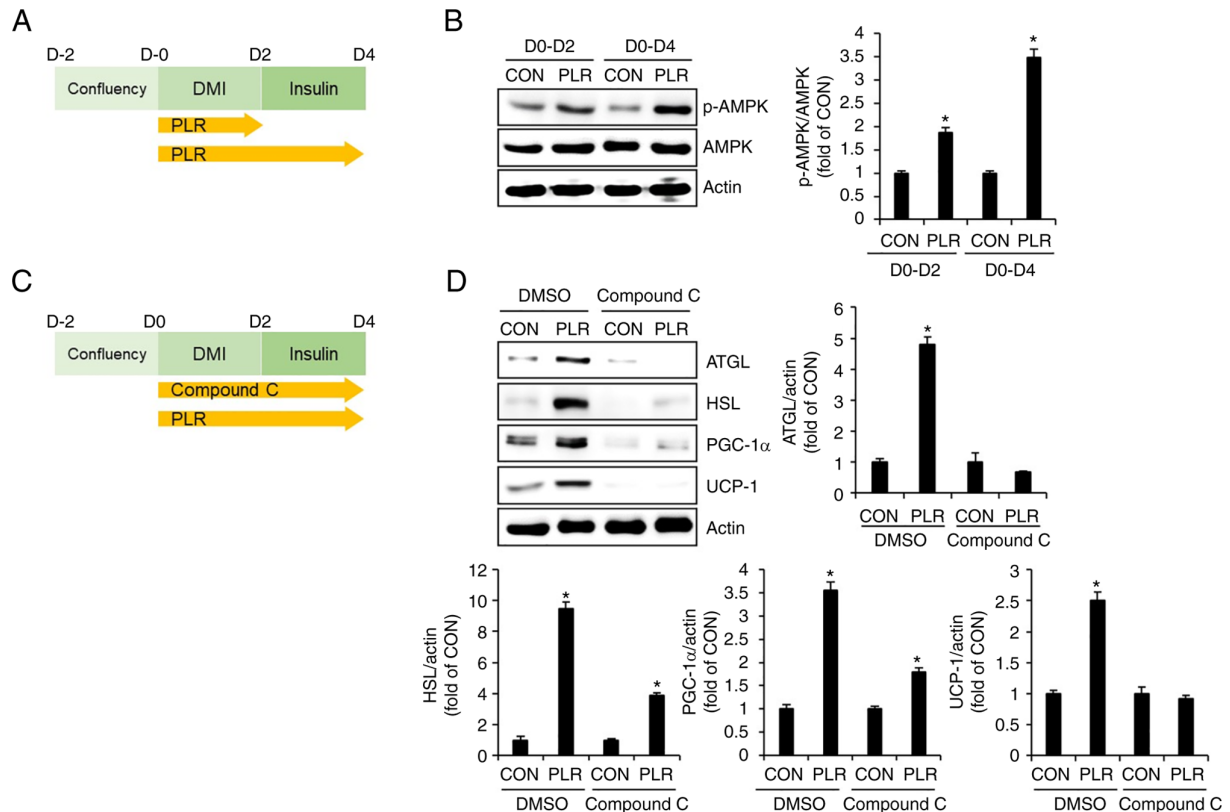 A
D-2 D-0 D2 D4
Confluency DMI Insulin
PLR
PLR
B
D0-D2 D0-D4
CON PLR CON PLR
p-AMPK
AMPK
Actin
p-AMPK/AMPK
(fold of CON)
4
3.5
3
2.5
2
1.5
1
0.5
0
*
*
CON PLR CON PLR
D0-D2 D0-D4
C
D-2 D0 D2 D4
Confluency DMI Insulin
Compound C
PLR
D
DMSO Compound C
CON PLR CON PLR
ATGL
HSL
PGC-1α
UCP-1
Actin
ATGL/actin
(fold of CON)
6
5
4
3
2
1
0
*
CON PLR CON PLR
DMSO Compound C
HSL/actin
(fold of CON)
12
10
8
6
4
2
0
*
*
CON PLR CON PLR
DMSO Compound C
PGC-1α/actin
(fold of CON)
4
3.5
3
2.5
2
1.5
1
0.5
0
*
*
CON PLR CON PLR
DMSO Compound C
UCP-1/actin
(fold of CON)
3
2.5
2
1.5
1
0.5
0
*
CON PLR CON PLR
DMSO Compound C